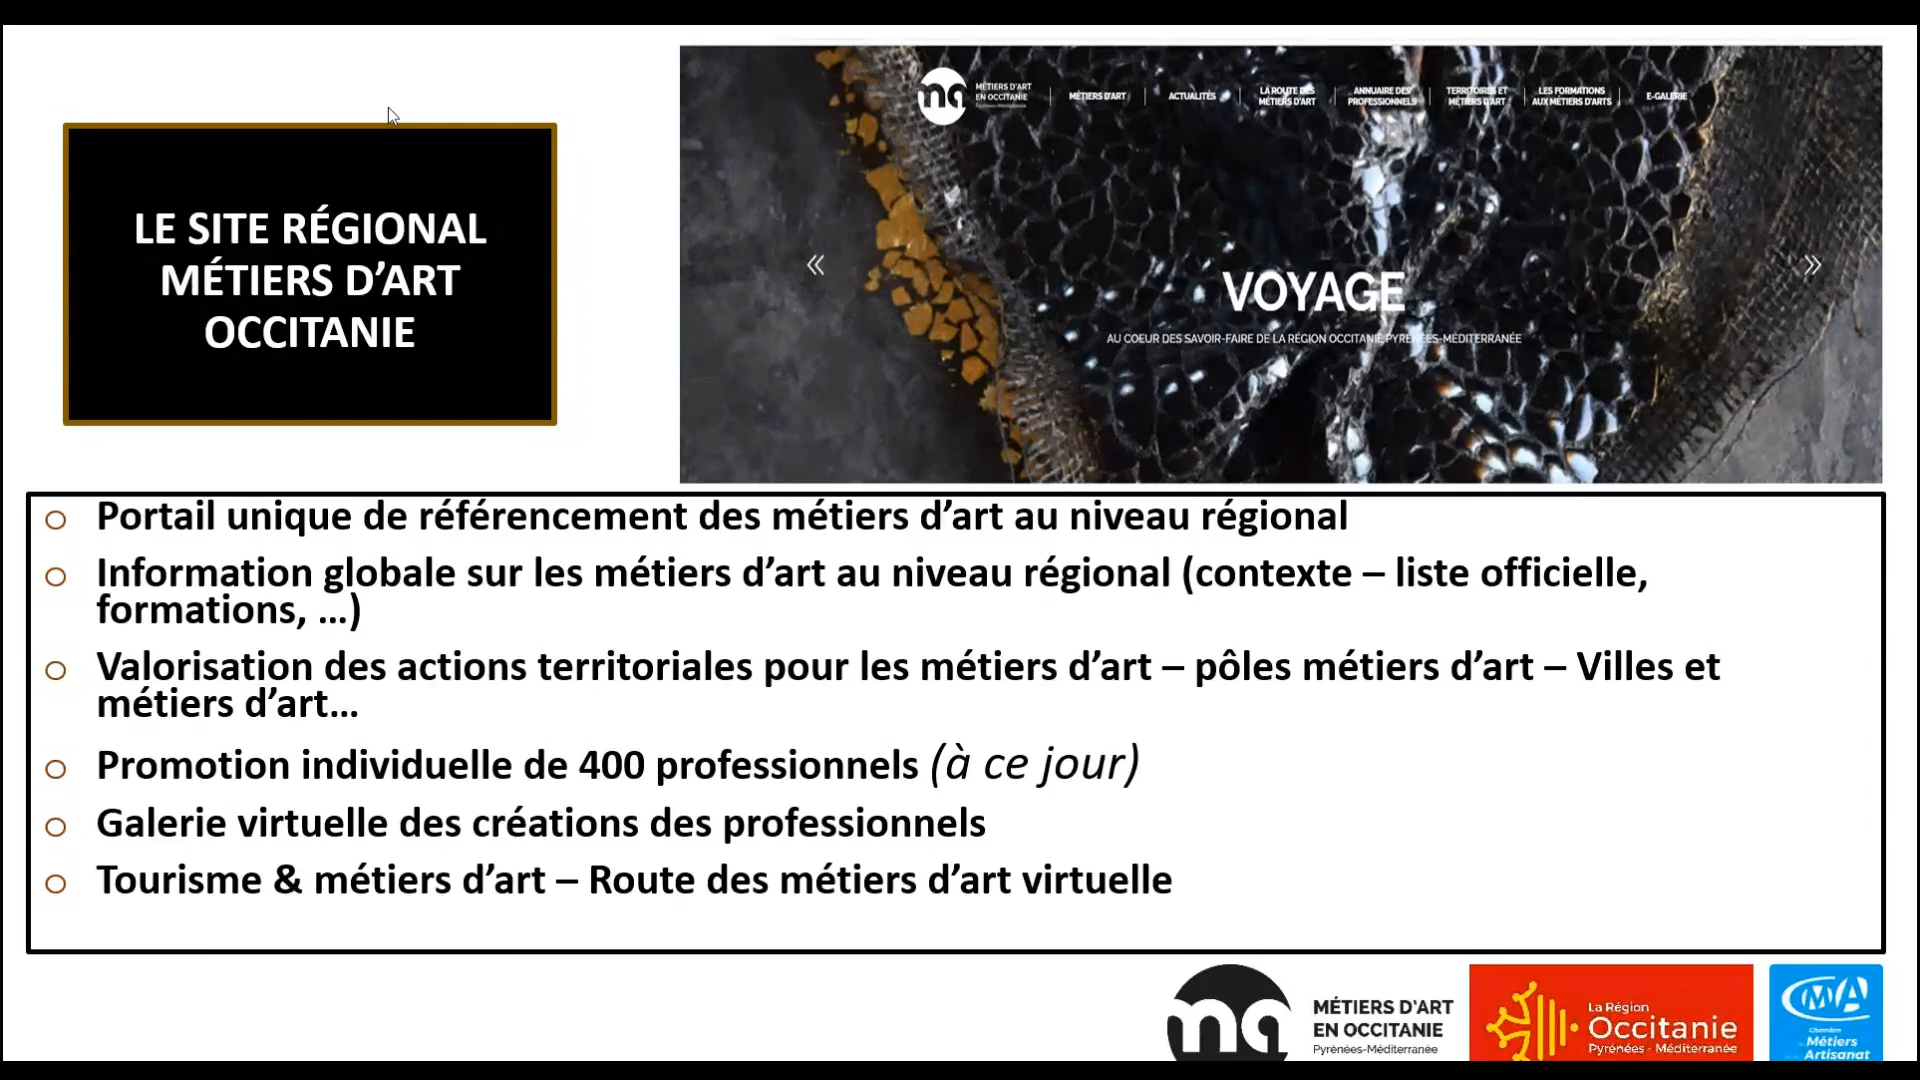 LE SITE RÉGIONAL
MÉTIERS D’ART
OCCITANIE
MÉTIERS D'ART
EN OCCITANIE
Pyrénées-Méditerranée
MÉTIERS D'ART
ACTUALITÉS
LA ROUTE DES
MÉTIERS D'ART
ANNUAIRE DES
PROFESSIONNELS
TERRITOIRES ET
MÉTIERS D'ART
LES FORMATIONS
AUX MÉTIERS D'ARTS
E-GALERIE
VOYAGE
AU COEUR DES SAVOIR-FAIRE DE LA RÉGION OCCITANIE PYRÉNÉES-MÉDITERRANÉE
Portail unique de référencement des métiers d’art au niveau régional
Information globale sur les métiers d’art au niveau régional (contexte – liste officielle,
formations, …)
Valorisation des actions territoriales pour les métiers d’art – pôles métiers d’art – Villes et
métiers d’art…
Promotion individuelle de 400 professionnels (à ce jour)
Galerie virtuelle des créations des professionnels
Tourisme & métiers d’art – Route des métiers d’art virtuelle
MÉTIERS D'ART
EN OCCITANIE
Pyrénées-Méditerranée
La Région
Occitanie
Pyrénées - Méditerranée
CMA
Chambre
Métiers
Artisanat